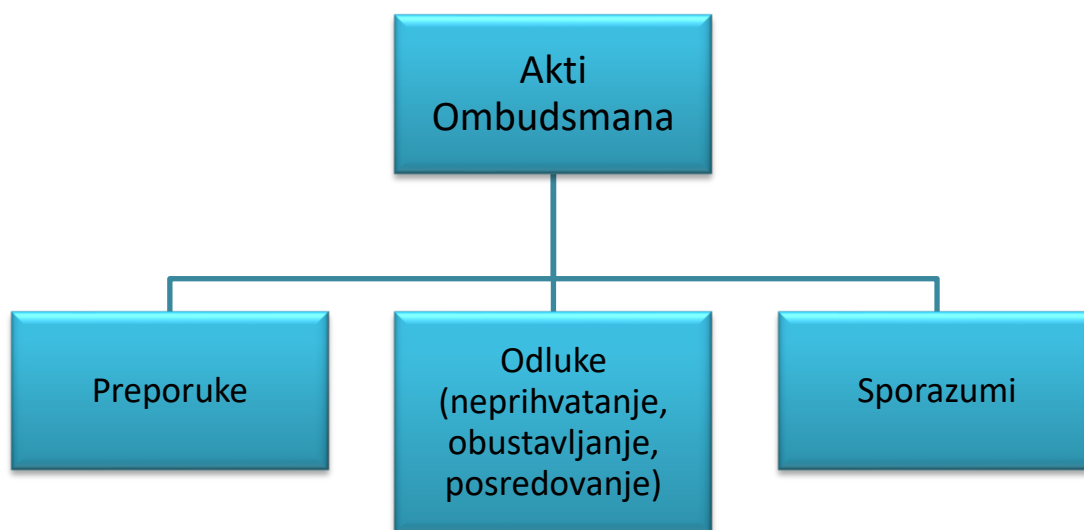 Akti
Ombudsmana
Preporuke
Odluke
(neprihvatanje,
obustavljanje,
posredovanje)
Sporazumi